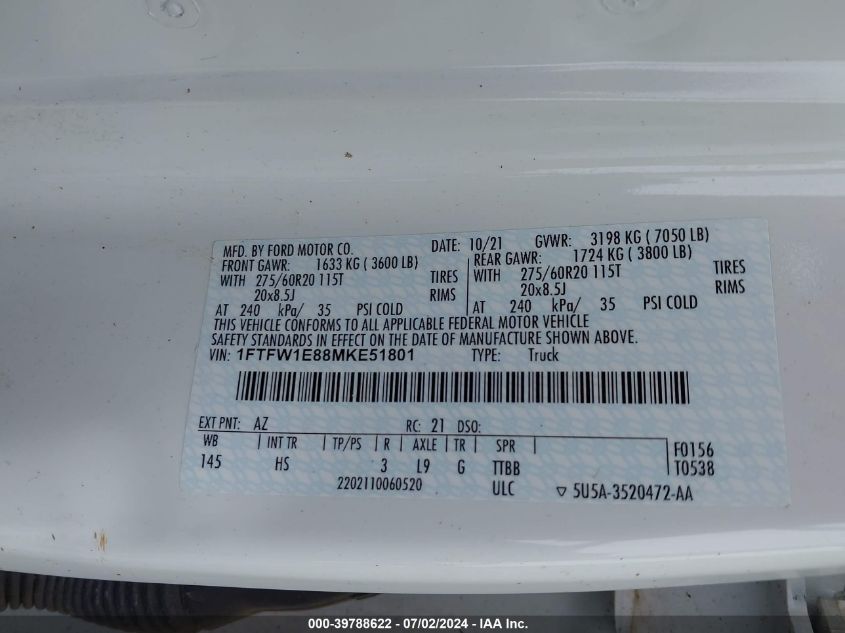 MFD. BY FORD MOTOR CO. DATE: 10/21 GVWR: 3198 KG ( 7050 LB)
FRONT GAWR: 1633 KG ( 3600 LB) REAR GAWR: 1724 KG ( 3800 LB)
WITH 275/60R20 115T TIRES WITH 275/60R20 115T TIRES
20x8.5J RIMS 20x8.5J RIMS
AT 240 kPa/ 35 PSI COLD AT 240 kPa/ 35 PSI COLD
THIS VEHICLE CONFORMS TO ALL APPLICABLE FEDERAL MOTOR VEHICLE
SAFETY STANDARDS IN EFFECT ON THE DATE OF MANUFACTURE SHOWN ABOVE.
VIN: 1FTFW1E88MKE51801 TYPE: Truck
EXT PNT: AZ RC: 21 DSO:
WB INT TR TP/PS R AXLE TR SPR F0156
145 HS 3 L9 G TTBB T0538
2202110060520 ULC ▽ 5U5A-3520472-AA
000-39788622 - 07/02/2024 - IAA Inc.